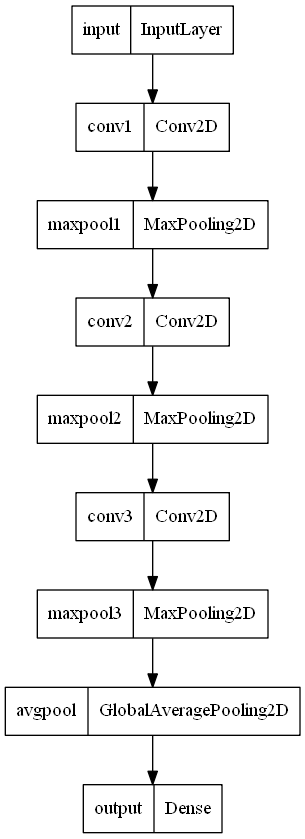 input InputLayer
conv1 Conv2D
maxpool1 MaxPooling2D
conv2 Conv2D
maxpool2 MaxPooling2D
conv3 Conv2D
maxpool3 MaxPooling2D
avgpool GlobalAveragePooling2D
output Dense